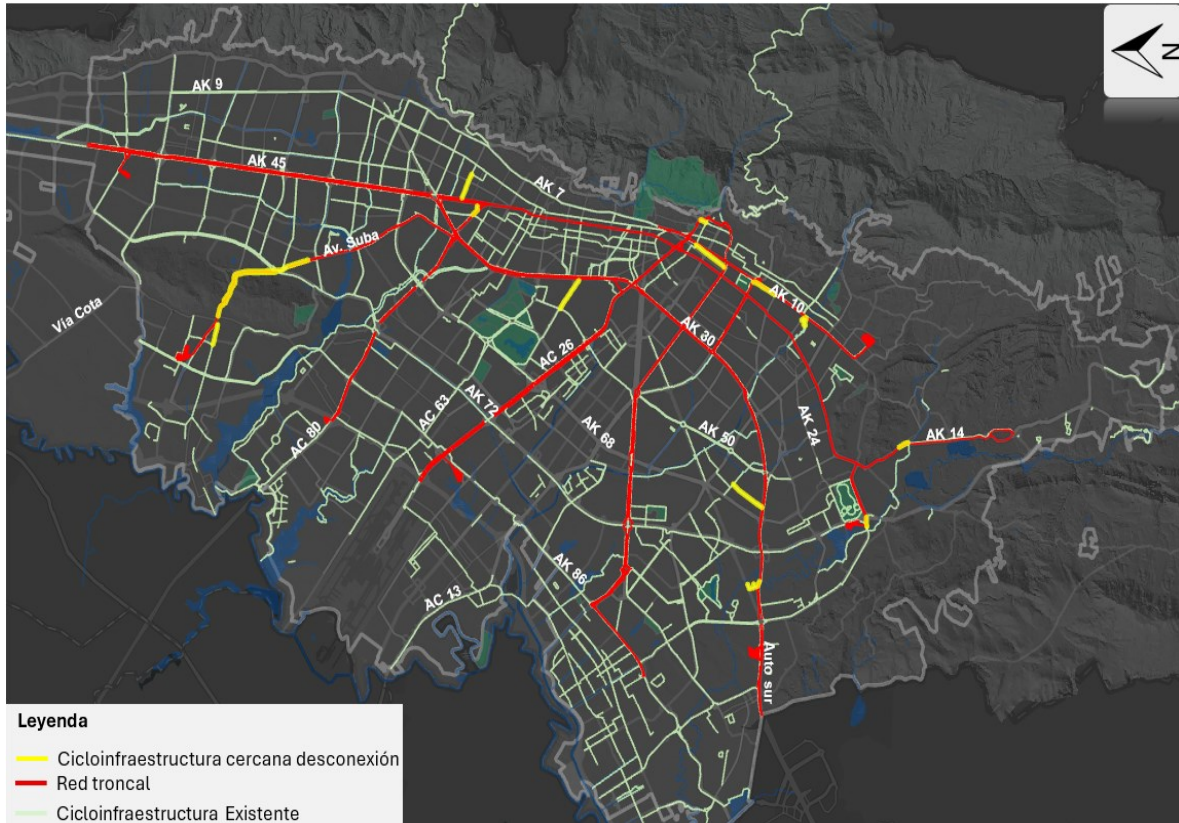 N
AK 9
AK 45
AK 7
Av. Suba
Vía Cota
AK 10
AK 30
AC 26
AC 63
AK 72
AC 80
AK 68
AK 50
AK 24
AK 14
AK 86
AC 13
Auto sur
Leyenda
Cicloinfraestructura cercana desconexión
Red troncal
Cicloinfraestructura Existente